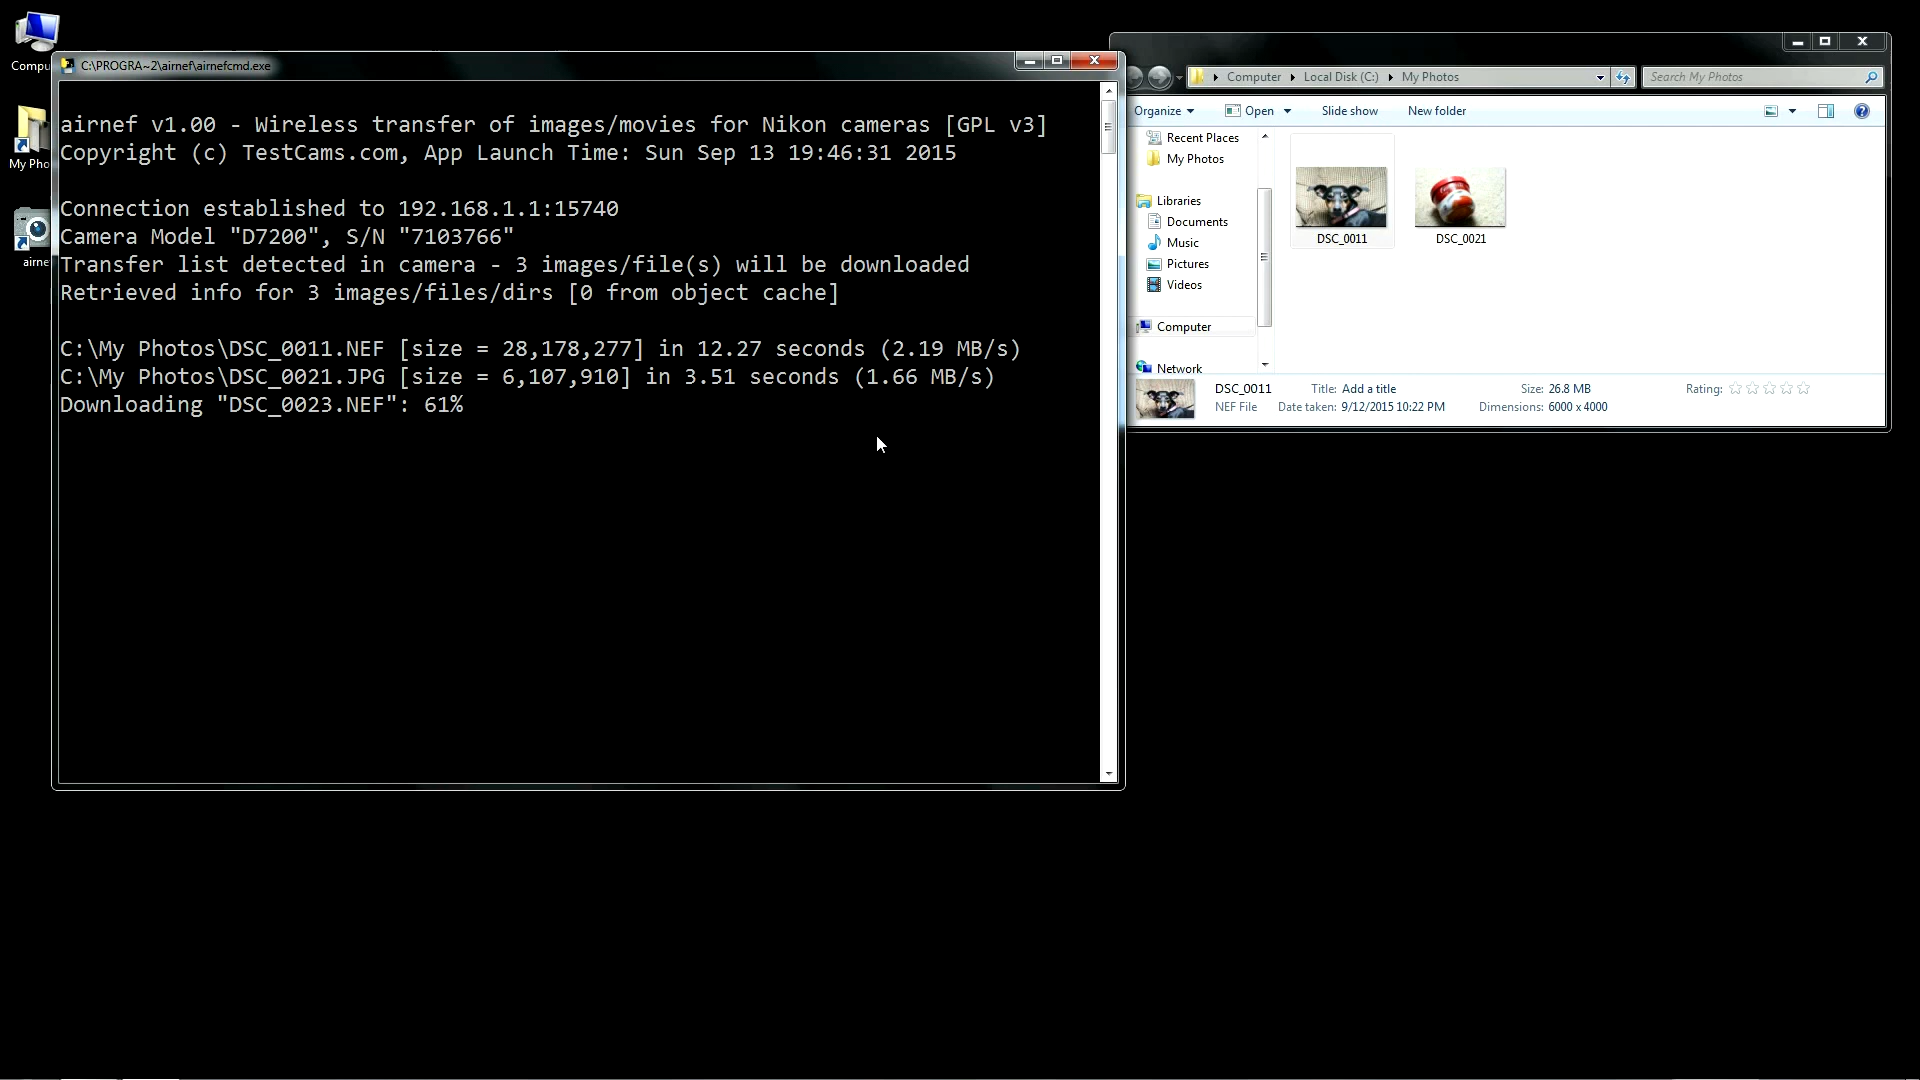 Compu
My Pho
airne
C:\PROGRA~2\airnef\airnefcmd.exe
airnef v1.00 - Wireless transfer of images/movies for Nikon cameras [GPL v3]
Copyright (c) TestCams.com, App Launch Time: Sun Sep 13 19:46:31 2015
Connection established to 192.168.1.1:15740
Camera Model "D7200", S/N "7103766"
Transfer list detected in camera - 3 images/file(s) will be downloaded
Retrieved info for 3 images/files/dirs [0 from object cache]
C:\My Photos\DSC_0011.NEF [size = 28,178,277] in 12.27 seconds (2.19 MB/s)
C:\My Photos\DSC_0021.JPG [size = 6,107,910] in 3.51 seconds (1.66 MB/s)
Downloading "DSC_0023.NEF": 61%
Computer Local Disk (C:) My Photos
Search My Photos
Organize Open Slide show New folder
Recent Places
My Photos
Libraries
Documents
Music
Pictures
Videos
Computer
Network
DSC_0011
DSC_0021
DSC_0011 Title: Add a title Size: 26.8 MB Rating:
NEF File Date taken: 9/12/2015 10:22 PM Dimensions: 6000 x 4000